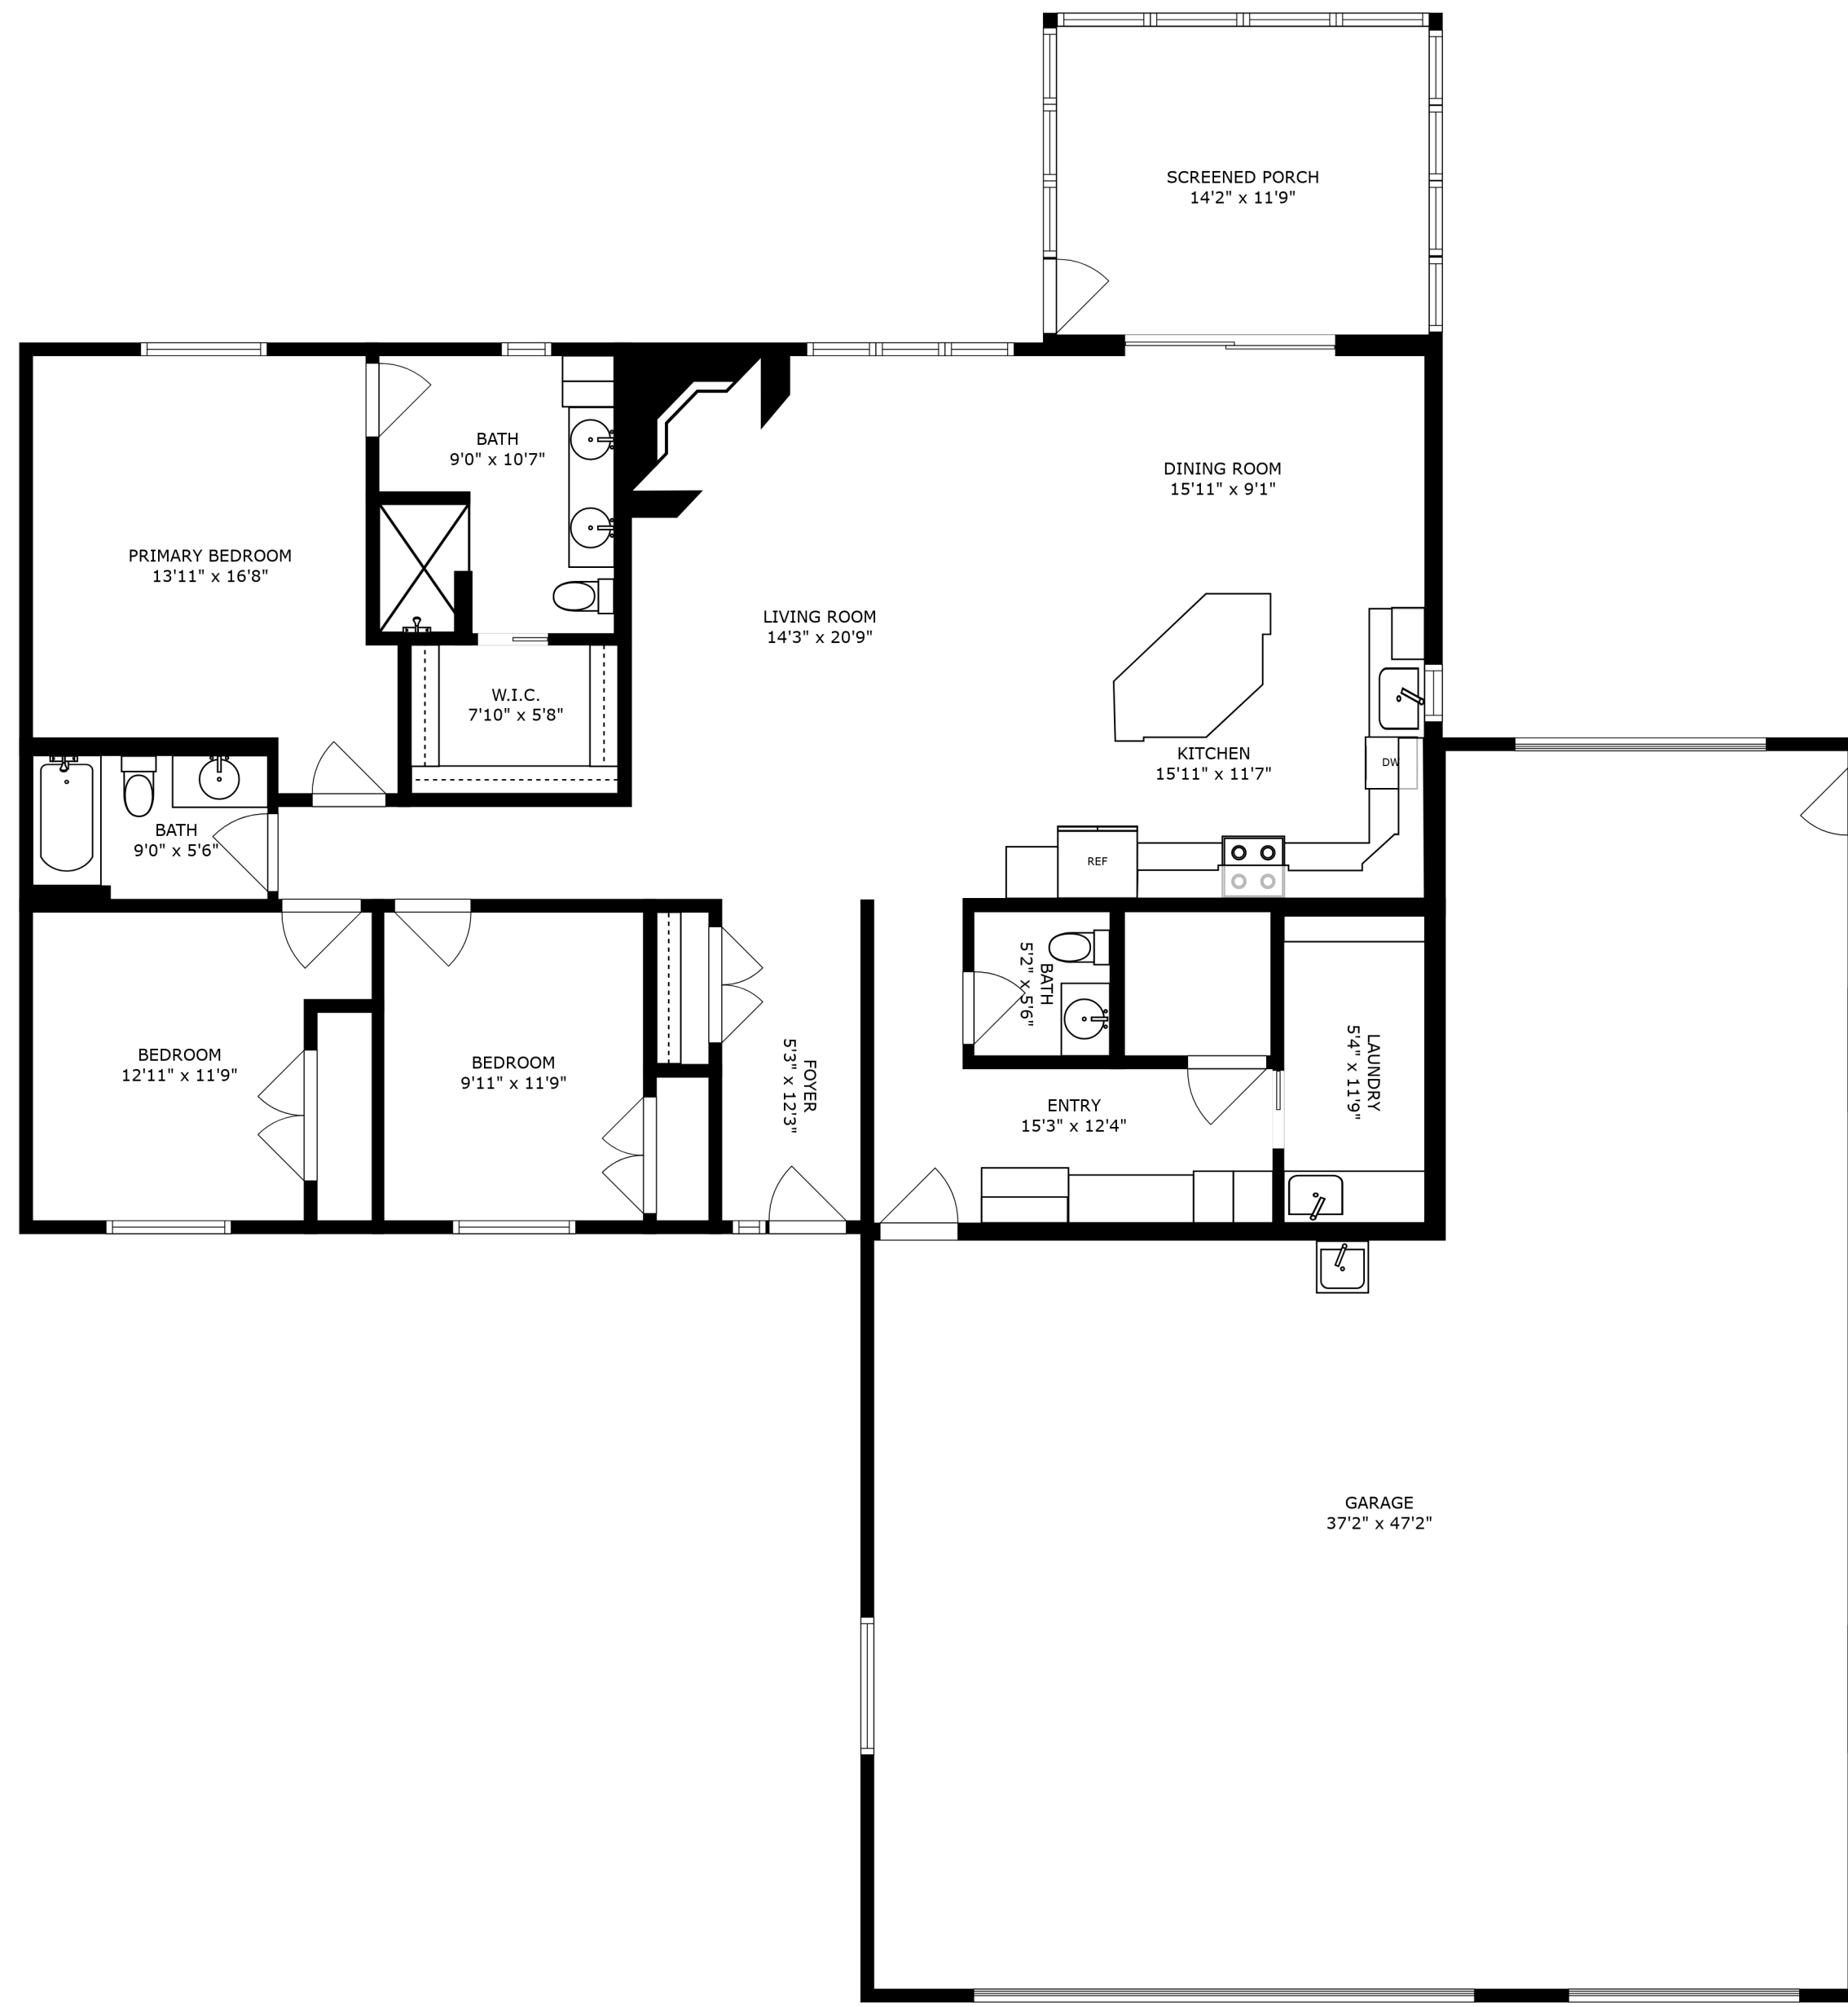 SCREENED PORCH
14'2" x 11'9"
BATH
9'0" x 10'7"
DINING ROOM
15'11" x 9'1"
PRIMARY BEDROOM
13'11" x 16'8"
LIVING ROOM
14'3" x 20'9"
W.I.C.
7'10" x 5'8"
KITCHEN
15'11" x 11'7"
DW
BATH
9'0" x 5'6"
REF
BATH
5'2" x 5'6"
BEDROOM
12'11" x 11'9"
BEDROOM
9'11" x 11'9"
FOYER
5'3" x 12'3"
LAUNDRY
5'4" x 11'9"
ENTRY
15'3" x 12'4"
GARAGE
37'2" x 47'2"